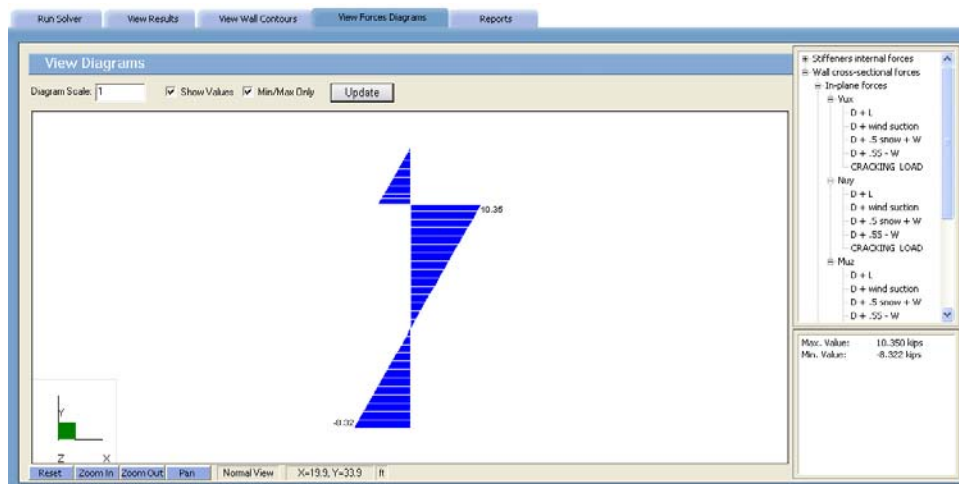 Run Solver View Results View Wall Contours View Forces Diagrams Reports
View Diagrams
Diagram Scale: 1 Show Values Min/Max Only Update
10.35
-8.32
Y
Z X
Reset Zoom In Zoom Out Pan Normal View X=19.9, Y=33.9 ft
Stiffeners internal forces
Wall cross-sectional forces
In-plane forces
Vux
D + L
D + wind suction
D + .5 snow + W
D + .5S - W
CRACKING LOAD
Nuy
D + L
D + wind suction
D + .5 snow + W
D + .5S - W
CRACKING LOAD
Muz
D + L
D + wind suction
D + .5 snow + W
D + .5S - W
Max. Value: 10.350 kips
Min. Value: -8.322 kips